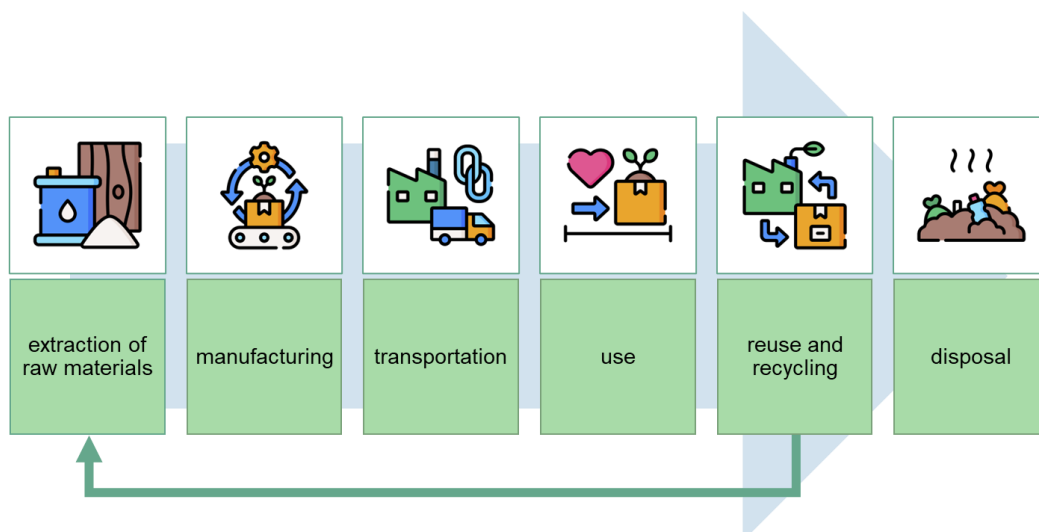 extraction of
raw materials
manufacturing
transportation
use
reuse and
recycling
disposal